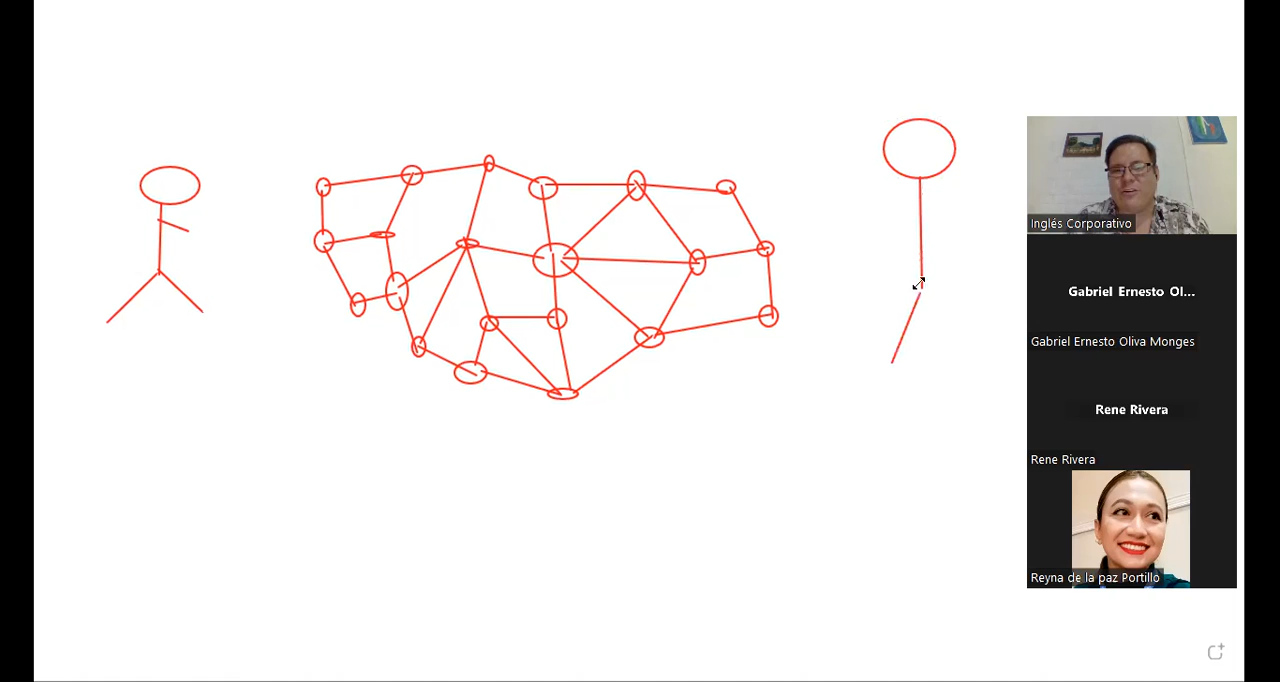 Inglés Corporativo
Gabriel Ernesto Ol...
Gabriel Ernesto Oliva Monges
Rene Rivera
Rene Rivera
Reyna de la paz Portillo